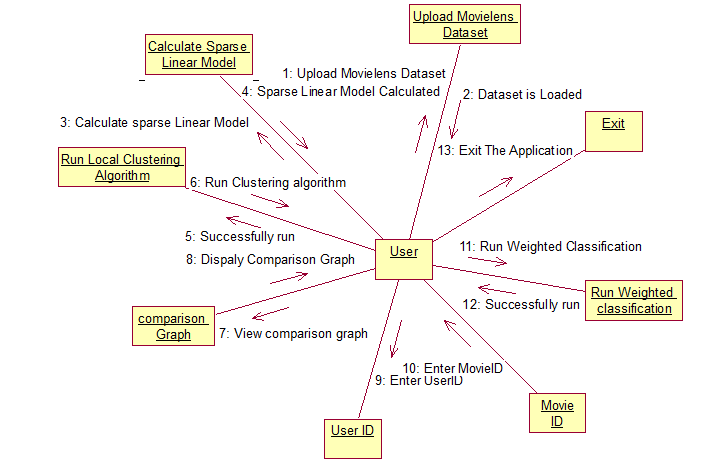 Upload Movielens
Dataset
Calculate Sparse
Linear Model
1: Upload Movielens Dataset
4: Sparse Linear Model Calculated
2: Dataset is Loaded
3: Calculate sparse Linear Model
Exit
13: Exit The Application
Run Local Clustering
Algorithm
6: Run Clustering algorithm
5: Successfully run
User
11: Run Weighted Classification
8: Dispaly Comparison Graph
12: Successfully run
Run Weighted
classification
comparison
Graph
7: View comparison graph
10: Enter MovieID
9: Enter UserID
Movie
ID
User ID